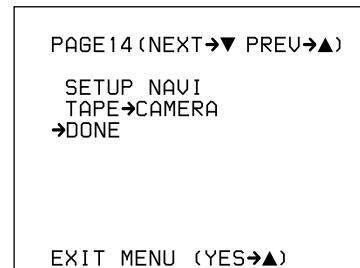 PAGE14(NEXT➔▼ PREV➔▲)
SETUP NAVI
TAPE➔CAMERA
➔DONE
EXIT MENU (YES➔▲)